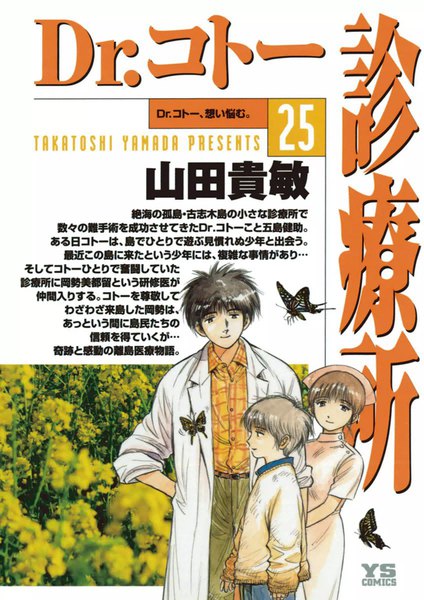 Dr.コトー診療所
Dr.コトー、想い悩む。
25
TAKATOSHI YAMADA PRESENTS
山田貴敏
絶海の孤島・古志木島の小さな診療所で
数々の難手術を成功させてきたDr.コトーこと五島健助。
ある日コトーは、島でひとりで遊ぶ見慣れぬ少年と出会う。
最近この島に来たという少年には、複雑な事情があり…
そしてコトーひとりで奮闘していた
診療所に岡勢美都留という研修医が
仲間入りする。コトーを尊敬して
わざわざ来島した岡勢は、
あっという間に島民たちの
信頼を得ていくが…
奇跡と感動の離島医療物語。
YS
COMICS